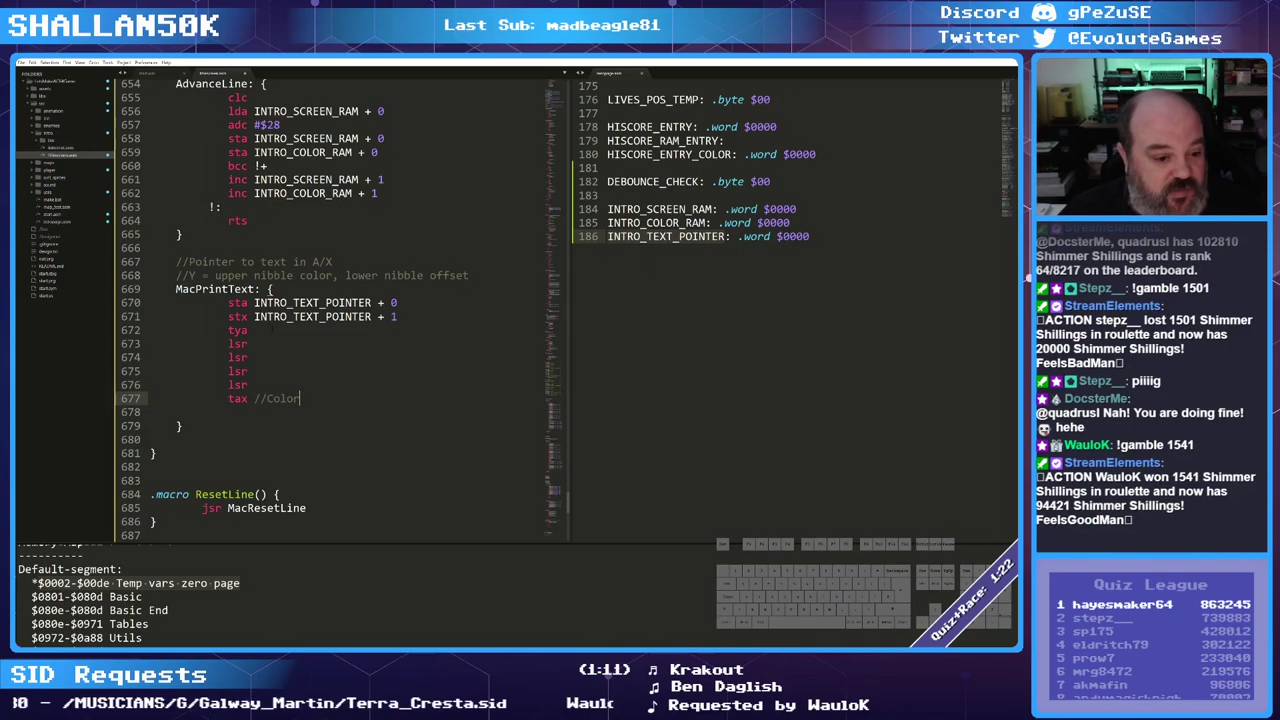 SHALLAN50K
Last Sub: madbeagle81
Discord gPeZuSE
Twitter @EvoluteGames
654 AdvanceLine: {
655 clc
656 lda INTRO_SCREEN_RAM + 0
657 adc #$28
658 sta INTRO_SCREEN_RAM + 0
659 sta INTRO_COLOR_RAM + 0
660 bcc !+
661 inc INTRO_SCREEN_RAM + 1
662 inc INTRO_COLOR_RAM + 1
663 !:
664 rts
665 }
666
667 //Pointer to text in A/X
668 //Y = upper nibble color, lower nibble offset
669 MacPrintText: {
670 sta INTRO_TEXT_POINTER + 0
671 stx INTRO_TEXT_POINTER + 1
672 tya
673 lsr
674 lsr
675 lsr
676 lsr
677 tax //Color
678
679 }
680
681 }
682
683
684 .macro ResetLine() {
685 jsr MacResetLine
686 }
687
175
176 LIVES_POS_TEMP: .byte $00
177
178 HISCORE_ENTRY: .word $0000
179 HISCORE_RAM_ENTRY:
180 HISCORE_ENTRY_COLOR: .word $0000
181
182 DEBOUNCE_CHECK: .byte $00
183
184 INTRO_SCREEN_RAM: .word $0000
185 INTRO_COLOR_RAM: .word $0000
186 INTRO_TEXT_POINTER: .word $0000
----------
Default-segment:
*$0002-$00de Temp vars zero page
$0801-$080d Basic
$080e-$080d Basic End
$080e-$0971 Tables
$0972-$0a88 Utils
Quiz+Race: 1:22
@DocsterMe, quadrusl has 102810
Shimmer Shillings and is rank
64/8217 on the leaderboard.
Stepz__: !gamble 1501
StreamElements:
ACTION stepz__ lost 1501 Shimmer
Shillings in roulette and now has
20000 Shimmer Shillings!
FeelsBadMan
Stepz__: piiiig
DocsterMe:
@quadrusl Nah! You are doing fine!
hehe
WauloK: !gamble 1541
StreamElements:
ACTION WauloK won 1541 Shimmer
Shillings in roulette and now has
94421 Shimmer Shillings!
FeelsGoodMan
Quiz League
1 hayesmaker64 863245
2 stepz__ 739883
3 sp175 428012
4 eldritch79 302122
5 prow7 233040
6 mrg8472 219576
7 akmafin 96806
SID Requests
(1:11) Krakout
Ben Daglish
Requested by WauloK
30 - /MUSICIANS/G/Galway_Martin/Terra_Cresta.sid Waulo